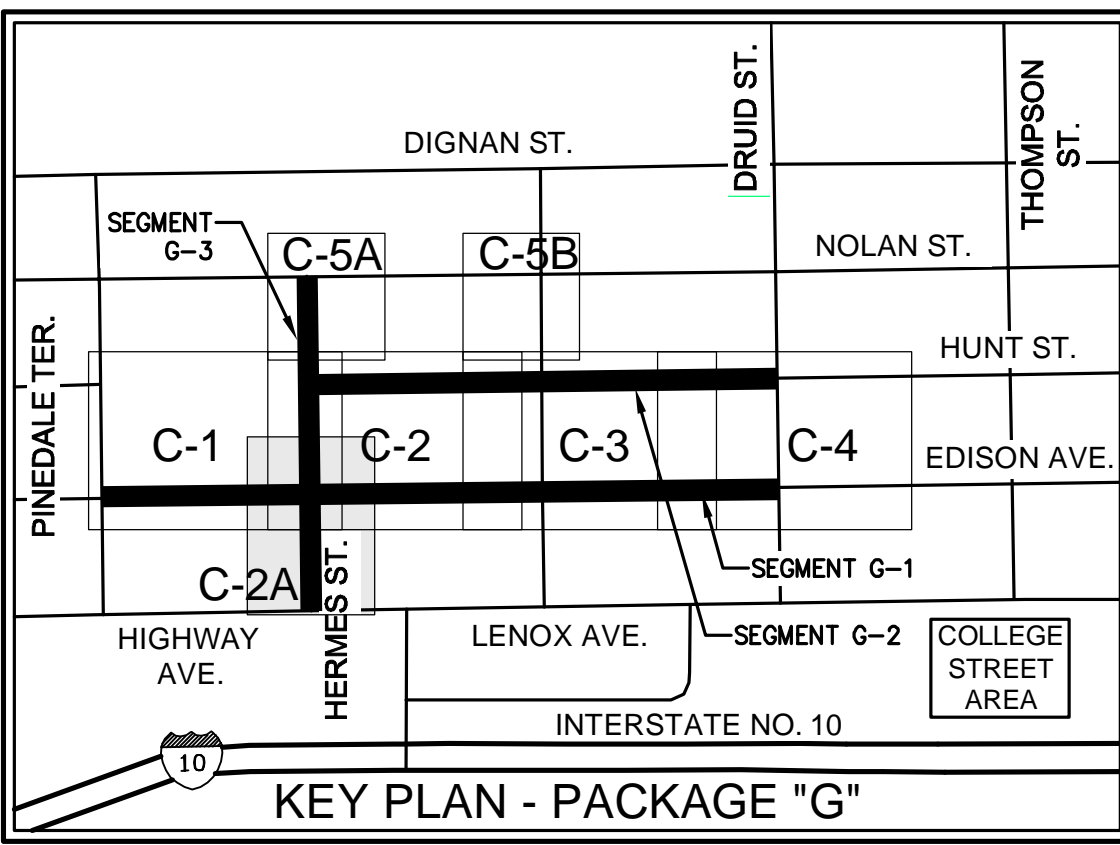 DIGNAN ST.
DRUID ST.
THOMPSON
ST.
SEGMENT
G-3
C-5A
C-5B
NOLAN ST.
PINEDALE TER.
HUNT ST.
C-1
C-2
C-3
C-4
EDISON AVE.
C-2A
HERMES ST.
SEGMENT G-1
SEGMENT G-2
HIGHWAY
AVE.
LENOX AVE.
COLLEGE
STREET
AREA
INTERSTATE NO. 10
10
KEY PLAN - PACKAGE "G"